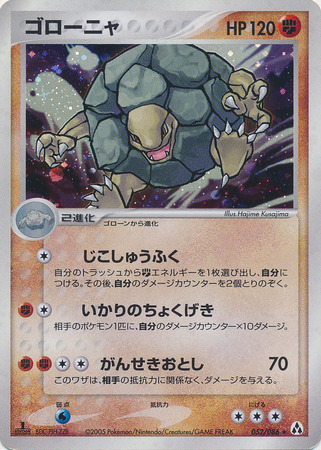 ゴローニャ HP120
Illus. Hajime Kusajima
2進化 ゴローンから進化
じこしゅうふく
自分のトラッシュからエネルギーを1枚選び出し、自分に
つける。その後、自分のダメージカウンターを2個とりのぞく。
いかりのちょくげき
相手のポケモン1匹に、自分のダメージカウンター×10ダメージ。
がんせきおとし 70
このワザは、相手の抵抗力に関係なく、ダメージを与える。
弱点 抵抗力 にげる
©2005 Pokémon/Nintendo/Creatures/GAME FREAK 052/086